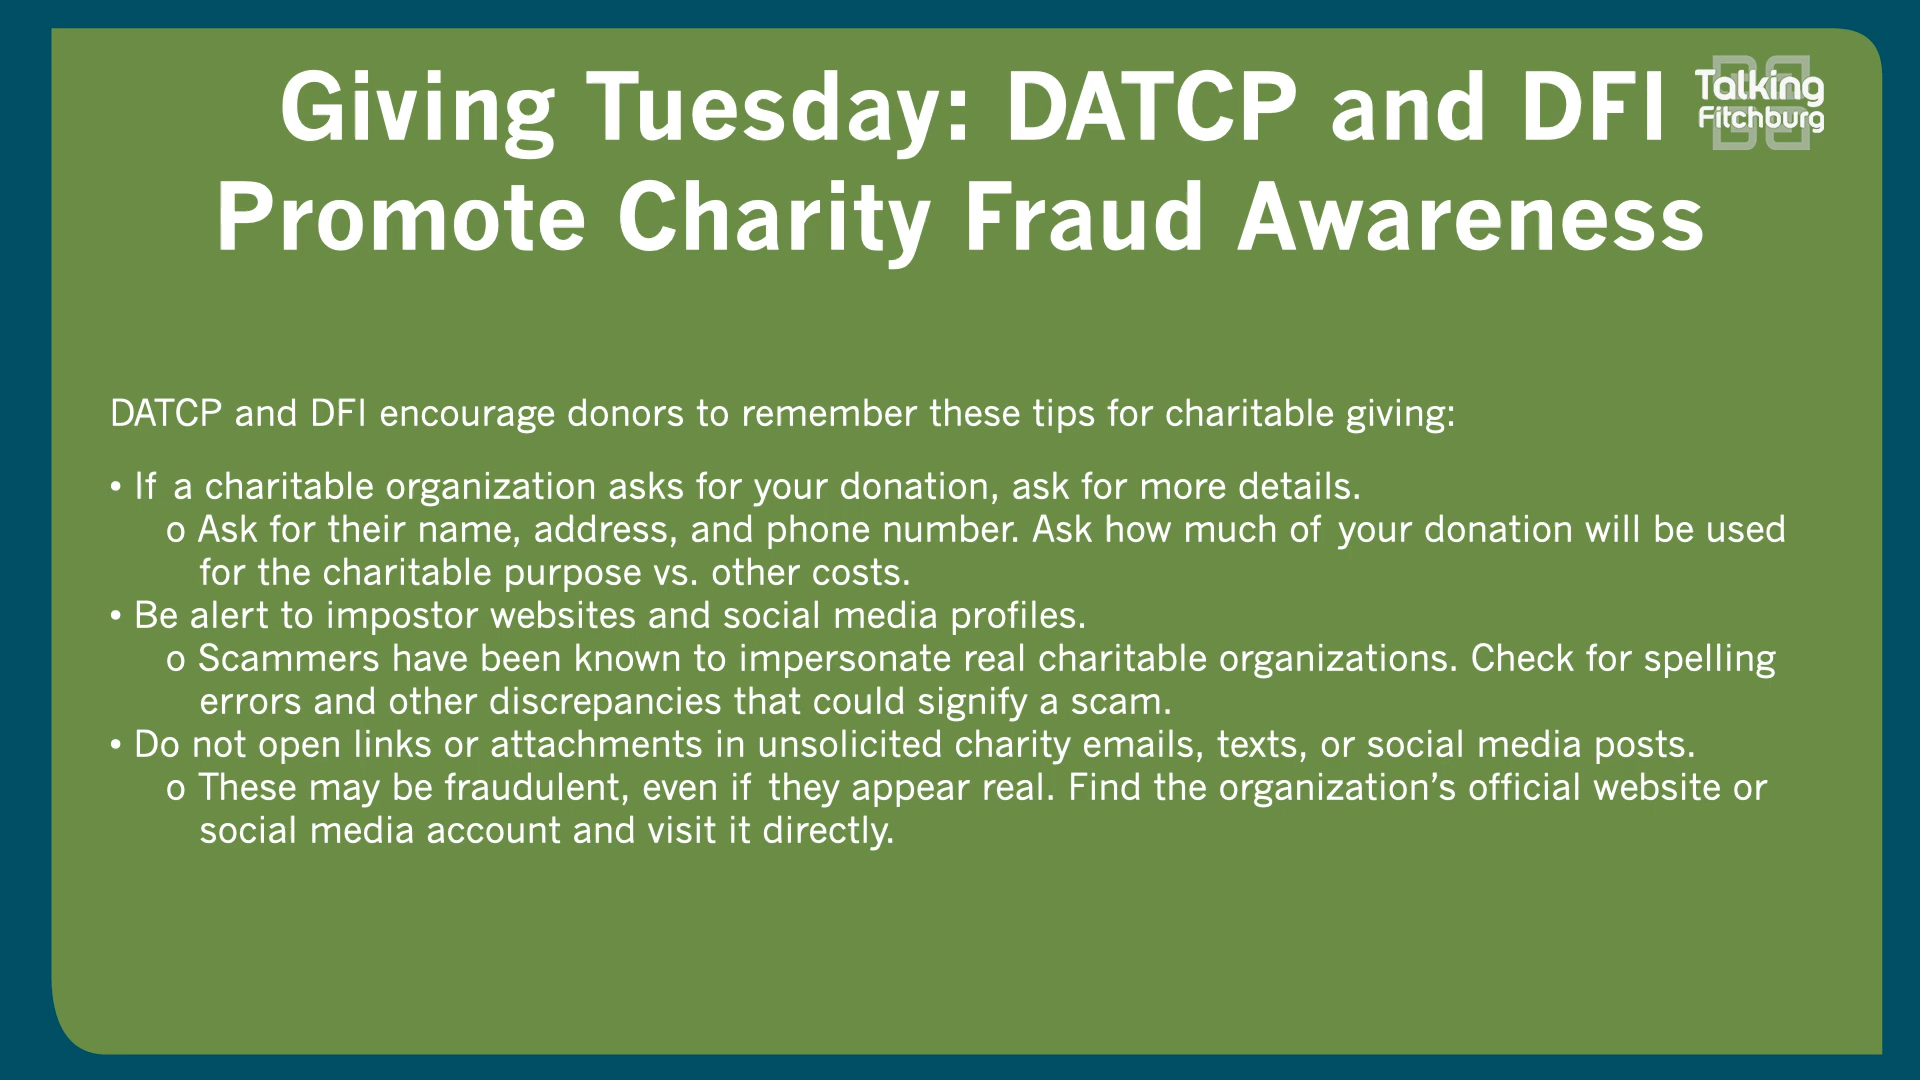 Giving Tuesday: DATCP and DFI
Promote Charity Fraud Awareness
Talking
Fitchburg
DATCP and DFI encourage donors to remember these tips for charitable giving:
• If a charitable organization asks for your donation, ask for more details.
o Ask for their name, address, and phone number. Ask how much of your donation will be used
for the charitable purpose vs. other costs.
• Be alert to impostor websites and social media profiles.
o Scammers have been known to impersonate real charitable organizations. Check for spelling
errors and other discrepancies that could signify a scam.
• Do not open links or attachments in unsolicited charity emails, texts, or social media posts.
o These may be fraudulent, even if they appear real. Find the organization’s official website or
social media account and visit it directly.